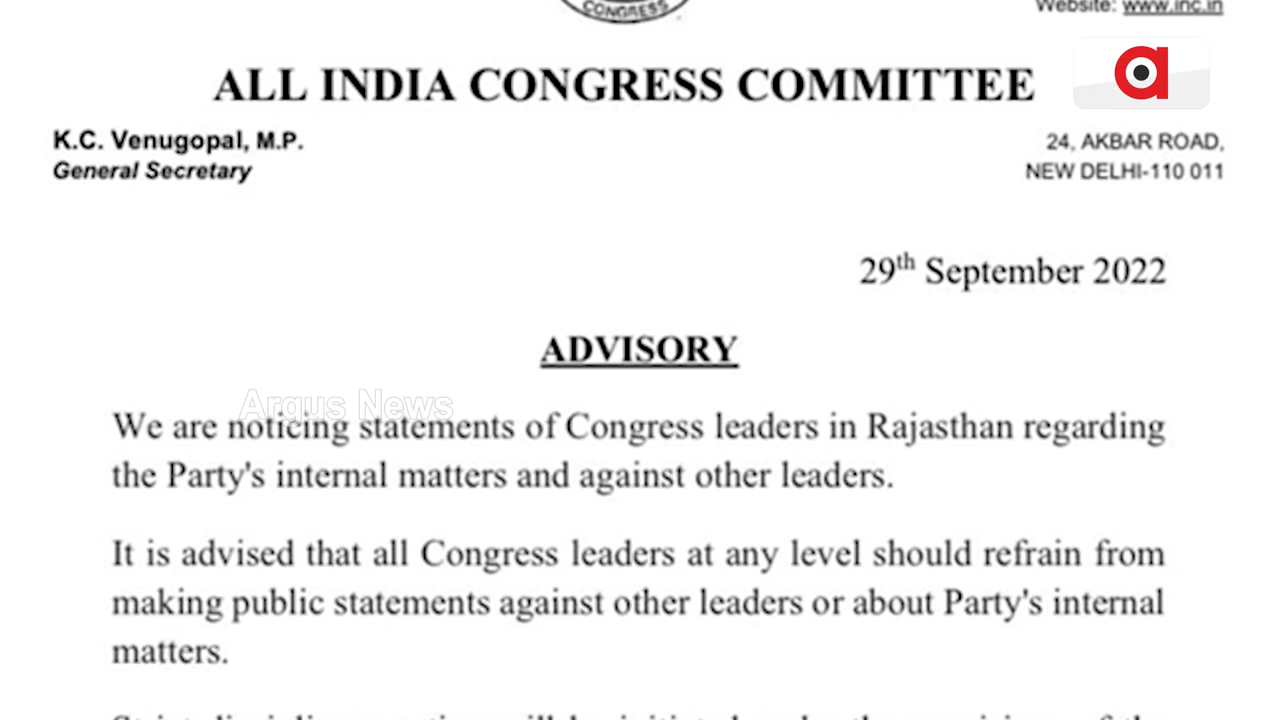 CONGRESS
Website: www.inc.in
ALL INDIA CONGRESS COMMITTEE
K.C. Venugopal, M.P.
General Secretary
24, AKBAR ROAD,
NEW DELHI-110 011
29th September 2022
ADVISORY
Argus News
We are noticing statements of Congress leaders in Rajasthan regarding
the Party's internal matters and against other leaders.
It is advised that all Congress leaders at any level should refrain from
making public statements against other leaders or about Party's internal
matters.